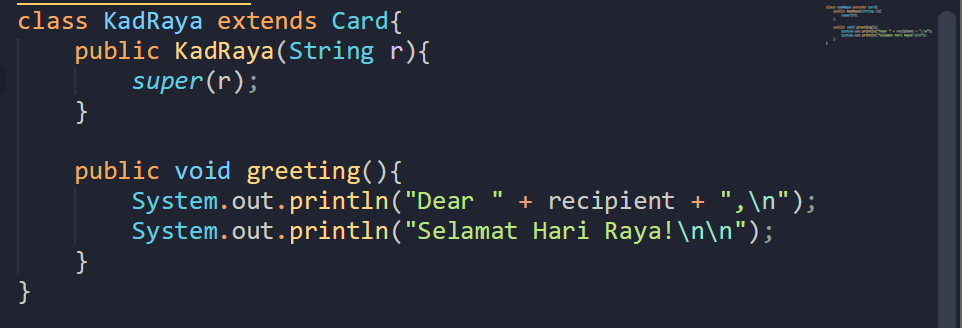 class KadRaya extends Card{
    public KadRaya(String r){
        super(r);
    }

    public void greeting(){
        System.out.println("Dear " + recipient + ",\n");
        System.out.println("Selamat Hari Raya!\n\n");
    }
}